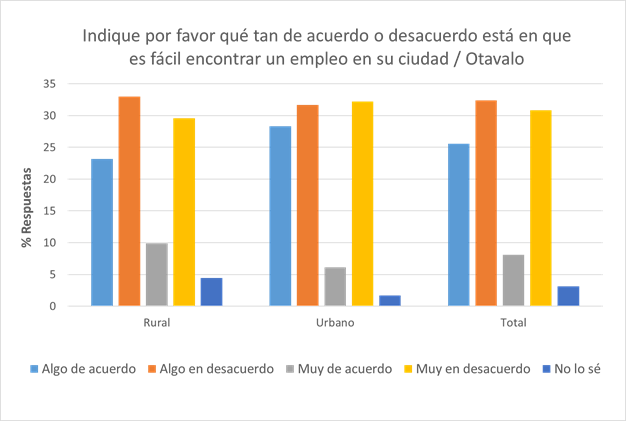 Indique por favor qué tan de acuerdo o desacuerdo está en que
es fácil encontrar un empleo en su ciudad / Otavalo
35
30
25
20
15
10
5
0
% Respuestas
Rural Urbano Total
Algo de acuerdo Algo en desacuerdo Muy de acuerdo Muy en desacuerdo No lo sé